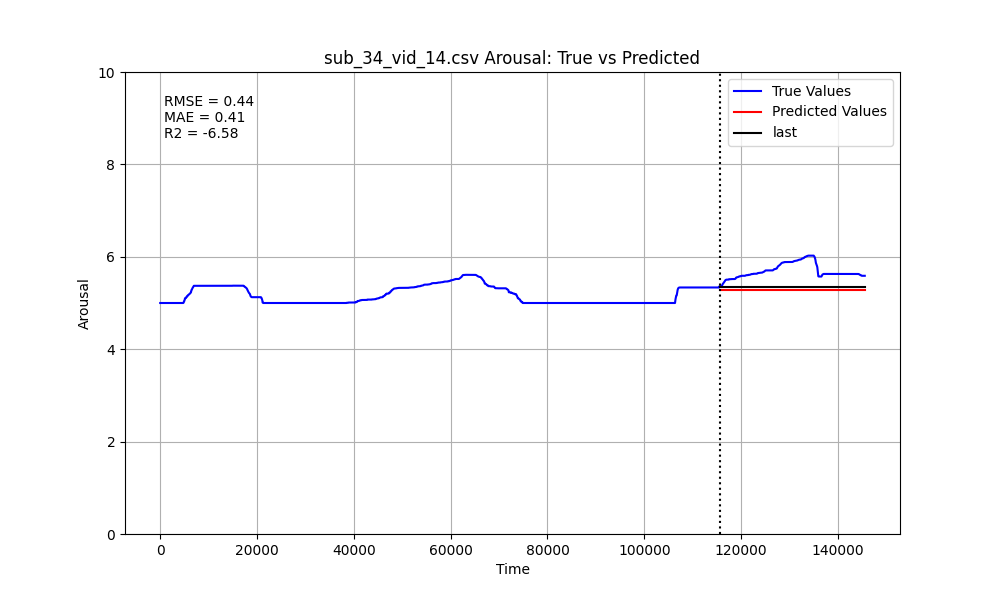 sub_34_vid_14.csv Arousal: True vs Predicted
RMSE = 0.44
MAE = 0.41
R2 = -6.58
True Values
Predicted Values
last
10
8
6
4
2
0
Arousal
0 20000 40000 60000 80000 100000 120000 140000
Time